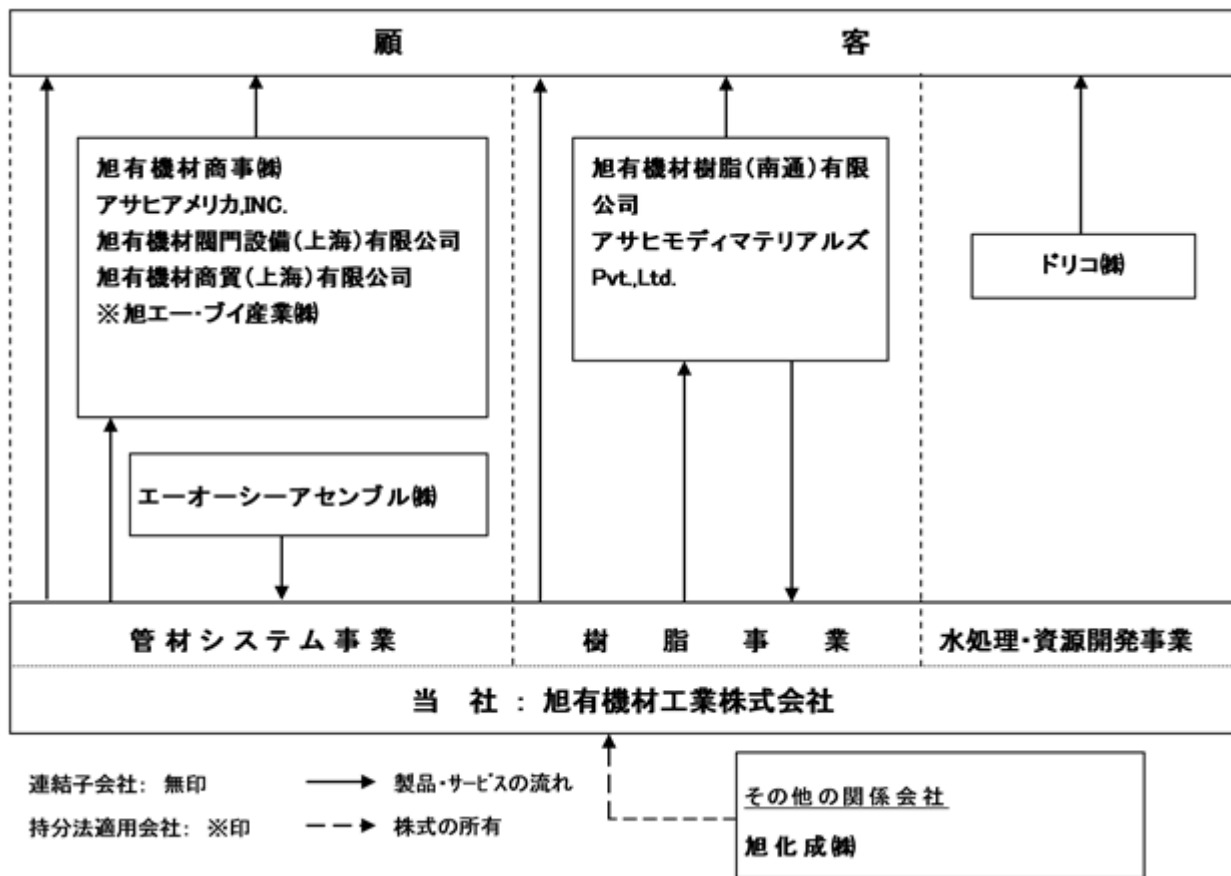 顧客
旭有機材商事㈱
アサヒアメリカ,INC.
旭有機材閥門設備(上海)有限公司
旭有機材商貿(上海)有限公司
※旭エー・ブイ産業㈱
エーオーシーアセンブル㈱
旭有機材樹脂(南通)有限
公司
アサヒモディマテリアルズ
Pvt.,Ltd.
ドリコ㈱
管材システム事業
樹脂事業
水処理・資源開発事業
当社:旭有機材工業株式会社
連結子会社: 無印
製品・サービスの流れ
持分法適用会社: ※印
株式の所有
その他の関係会社
旭化成㈱